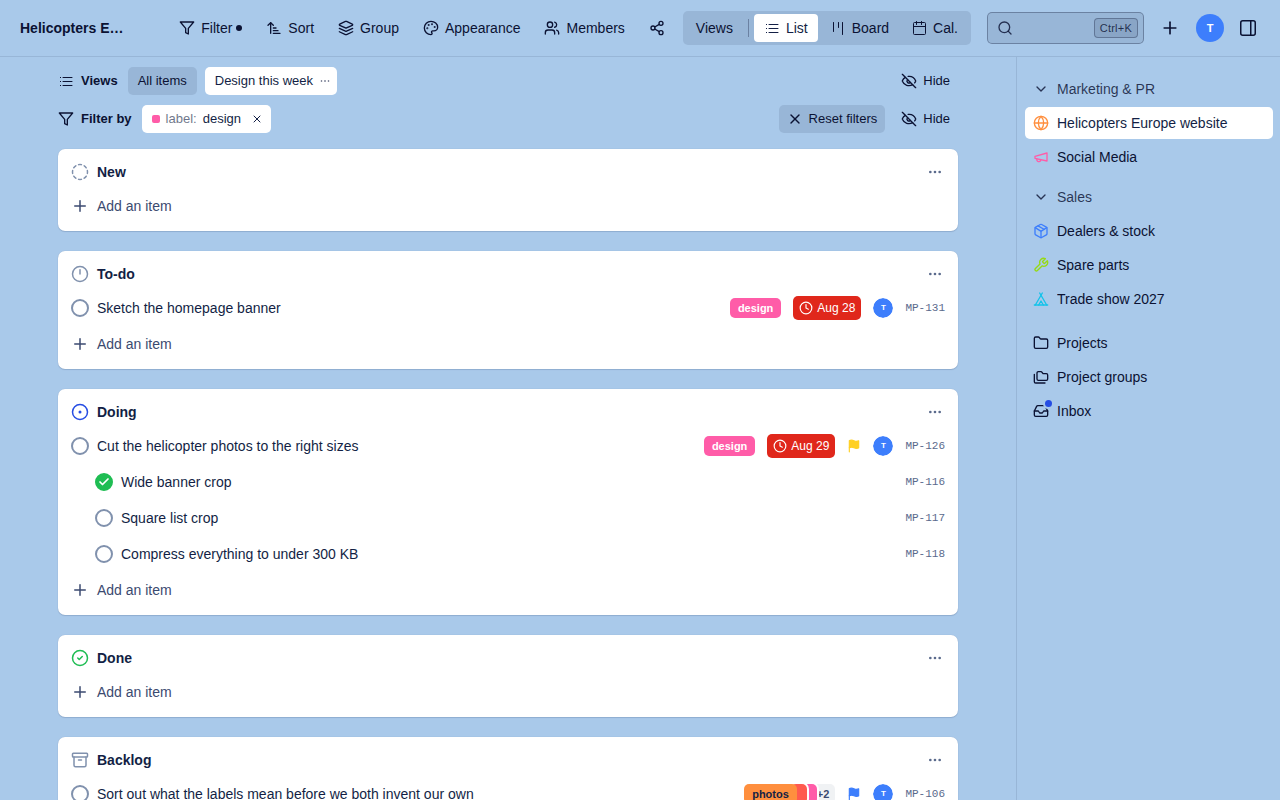 Helicopters E… Filter Sort Group Appearance Members Views List Board Cal. Ctrl+K T
Views All items Design this week Hide
Filter by label: design Reset filters Hide
New
Add an item
To-do
Sketch the homepage banner design Aug 28 T MP-131
Add an item
Doing
Cut the helicopter photos to the right sizes design Aug 29 T MP-126
Wide banner crop MP-116
Square list crop MP-117
Compress everything to under 300 KB MP-118
Add an item
Done
Add an item
Backlog
Sort out what the labels mean before we both invent our own photos +2 T MP-106
Marketing & PR
Helicopters Europe website
Social Media
Sales
Dealers & stock
Spare parts
Trade show 2027
Projects
Project groups
Inbox